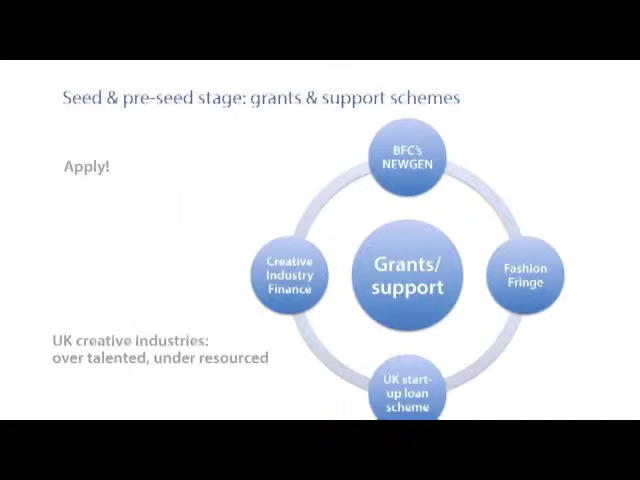 Seed & pre-seed stage: grants & support schemes
Apply!
BFC's
NEWGEN
Creative
Industry
Finance
Grants/
support
Fashion
Fringe
UK creative industries:
over talented, under resourced
UK start-
up loan
scheme